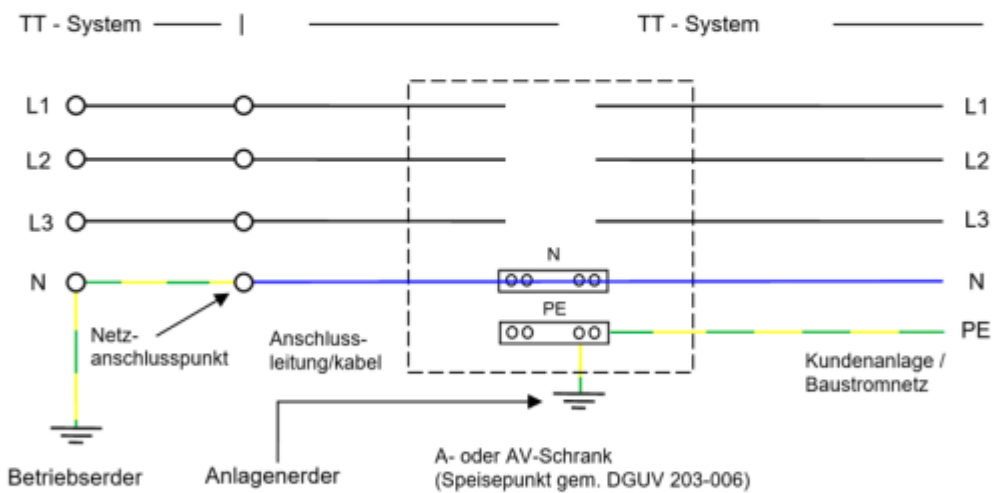 TT - System
TT - System
L1
L1
L2
L2
L3
L3
N
N
N
PE
PE
Netz-
anschlusspunkt
Anschluss-
leitung/kabel
Kundenanlage /
Baustromnetz
Betriebserder
Anlagenerder
A- oder AV-Schrank
(Speisepunkt gem. DGUV 203-006)